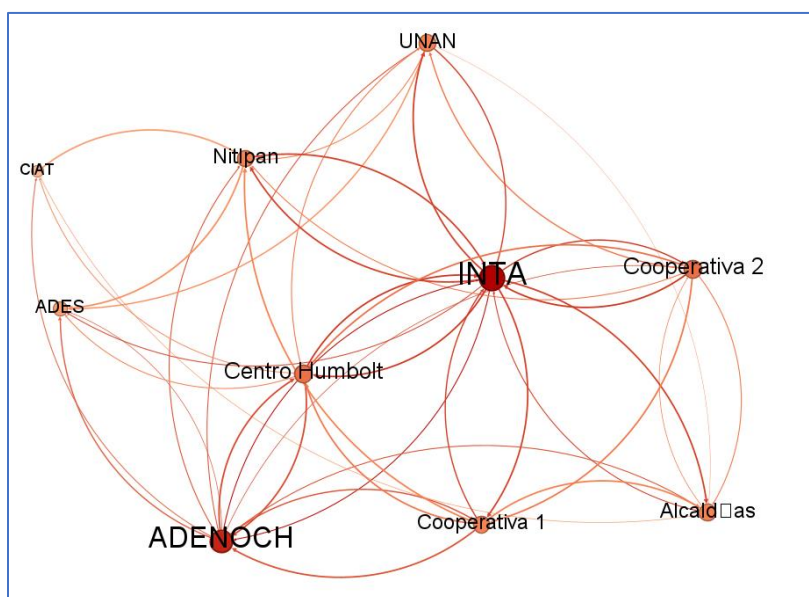 UNAN
Nitlpan
CIAT
INTA
Cooperativa 2
ADES
Centro Humbolt
ADENOCH
Cooperativa 1
Alcald□as